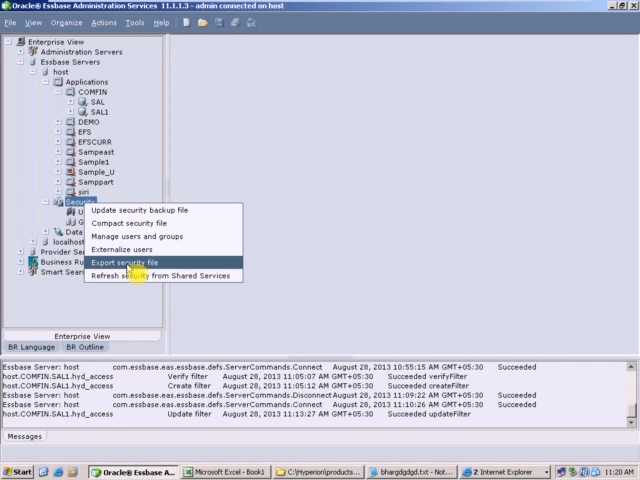 Oracle® Essbase Administration Services 11.1.1.3 - admin connected on host
File View Organize Actions Tools Help
Enterprise View
Administration Servers
Essbase Servers
host
Applications
COMFIN
SAL
SAL1
DEMO
EFS
EFSCURR
Sampeast
Sample1
Sample_U
Samppart
siri
Security
Update security backup file
Compact security file
Manage users and groups
Externalize users
Export security file
Refresh security from Shared Services
U
G
Data
localhost
Provider Se
Business Ru
Smart Sear
Enterprise View
BR Language BR Outline
Essbase Server: host com.essbase.eas.essbase.defs.ServerCommands.Connect August 28, 2013 10:55:15 AM GMT+05:30 Succeeded
host.COMFIN.SAL1.hyd_access Verify filter August 28, 2013 11:05:07 AM GMT+05:30 Succeeded verifyFilter
host.COMFIN.SAL1.hyd_access Create filter August 28, 2013 11:05:12 AM GMT+05:30 Succeeded createFilter
Essbase Server: host com.essbase.eas.essbase.defs.ServerCommands.Disconnect August 28, 2013 11:09:22 AM GMT+05:30 Succeeded
Essbase Server: host com.essbase.eas.essbase.defs.ServerCommands.Connect August 28, 2013 11:10:26 AM GMT+05:30 Succeeded
host.COMFIN.SAL1.hyd_access Update filter August 28, 2013 11:13:27 AM GMT+05:30 Succeeded updateFilter
Messages
Start Oracle® Essbase A... Microsoft Excel - Book1 C:\Hyperion\products... bhargdgdgd.txt - Not... 2 Internet Explorer 11:20 AM